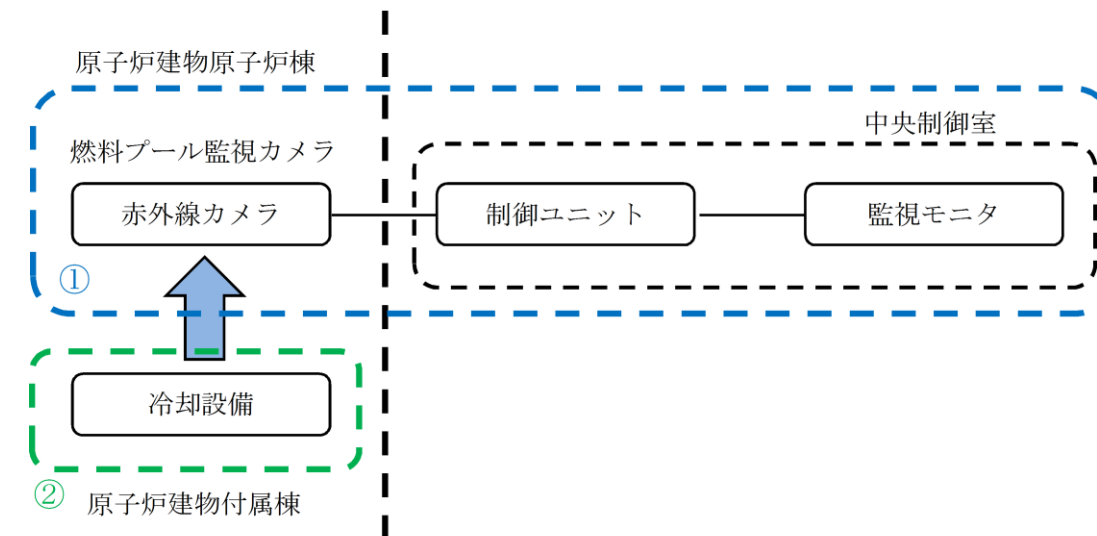 原子炉建物原子炉棟
中央制御室
燃料プール監視カメラ
赤外線カメラ
制御ユニット
監視モニタ
①
冷却設備
②
原子炉建物付属棟